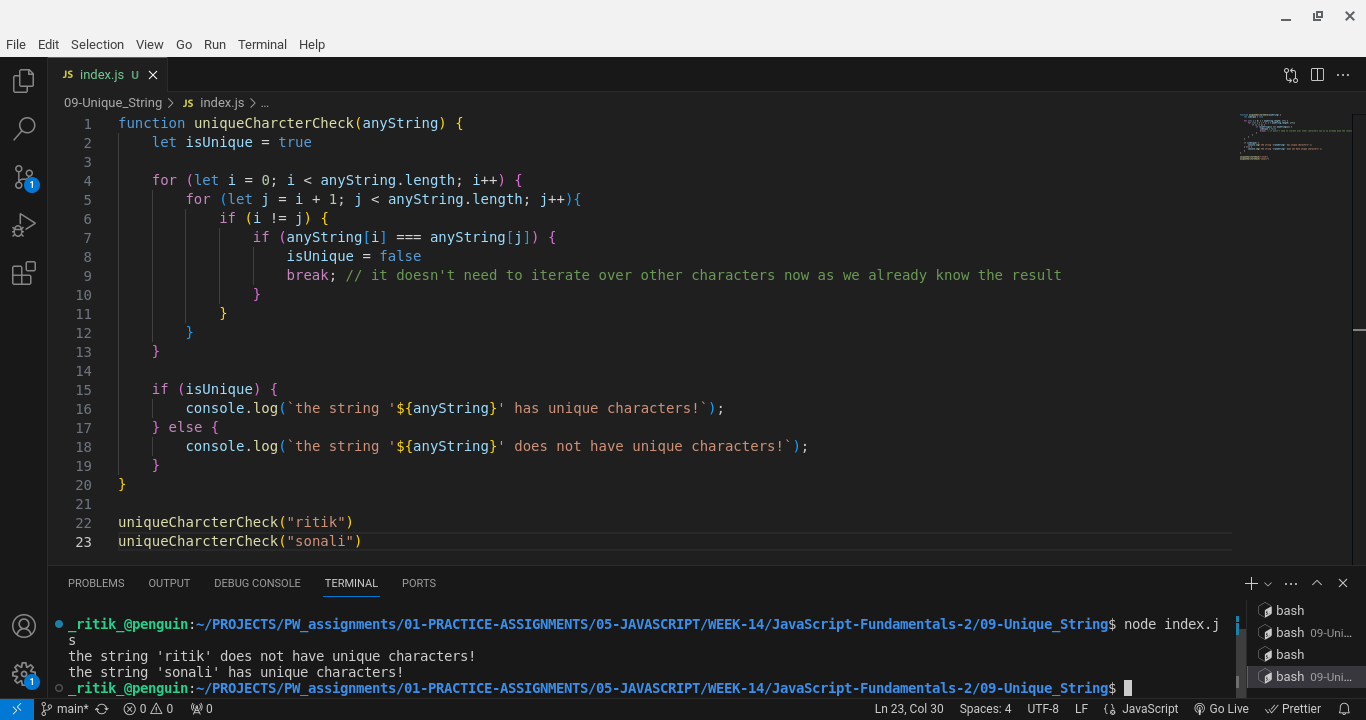 File Edit Selection View Go Run Terminal Help
JS index.js U
09-Unique_String > JS index.js > ...
1 function uniqueCharcterCheck(anyString) {
2 let isUnique = true
3
4 for (let i = 0; i < anyString.length; i++) {
5 for (let j = i + 1; j < anyString.length; j++){
6 if (i != j) {
7 if (anyString[i] === anyString[j]) {
8 isUnique = false
9 break; // it doesn't need to iterate over other characters now as we already know the result
10 }
11 }
12 }
13 }
14
15 if (isUnique) {
16 console.log(`the string '${anyString}' has unique characters!`);
17 } else {
18 console.log(`the string '${anyString}' does not have unique characters!`);
19 }
20 }
21
22 uniqueCharcterCheck("ritik")
23 uniqueCharcterCheck("sonali")
1
PROBLEMS OUTPUT DEBUG CONSOLE TERMINAL PORTS
_ritik_@penguin:~/PROJECTS/PW_assignments/01-PRACTICE-ASSIGNMENTS/05-JAVASCRIPT/WEEK-14/JavaScript-Fundamentals-2/09-Unique_String$ node index.j
s
the string 'ritik' does not have unique characters!
the string 'sonali' has unique characters!
_ritik_@penguin:~/PROJECTS/PW_assignments/01-PRACTICE-ASSIGNMENTS/05-JAVASCRIPT/WEEK-14/JavaScript-Fundamentals-2/09-Unique_String$
bash
bash 09-Uni...
bash
bash 09-Uni...
1
main* 0 0 0 Ln 23, Col 30 Spaces: 4 UTF-8 LF {} JavaScript Go Live Prettier